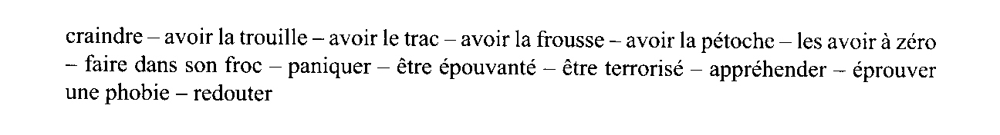 craindre – avoir la trouille – avoir le trac – avoir la frousse – avoir la pétoche – les avoir à zéro
– faire dans son froc – paniquer – être épouvanté – être terrorisé – appréhender – éprouver
une phobie – redouter